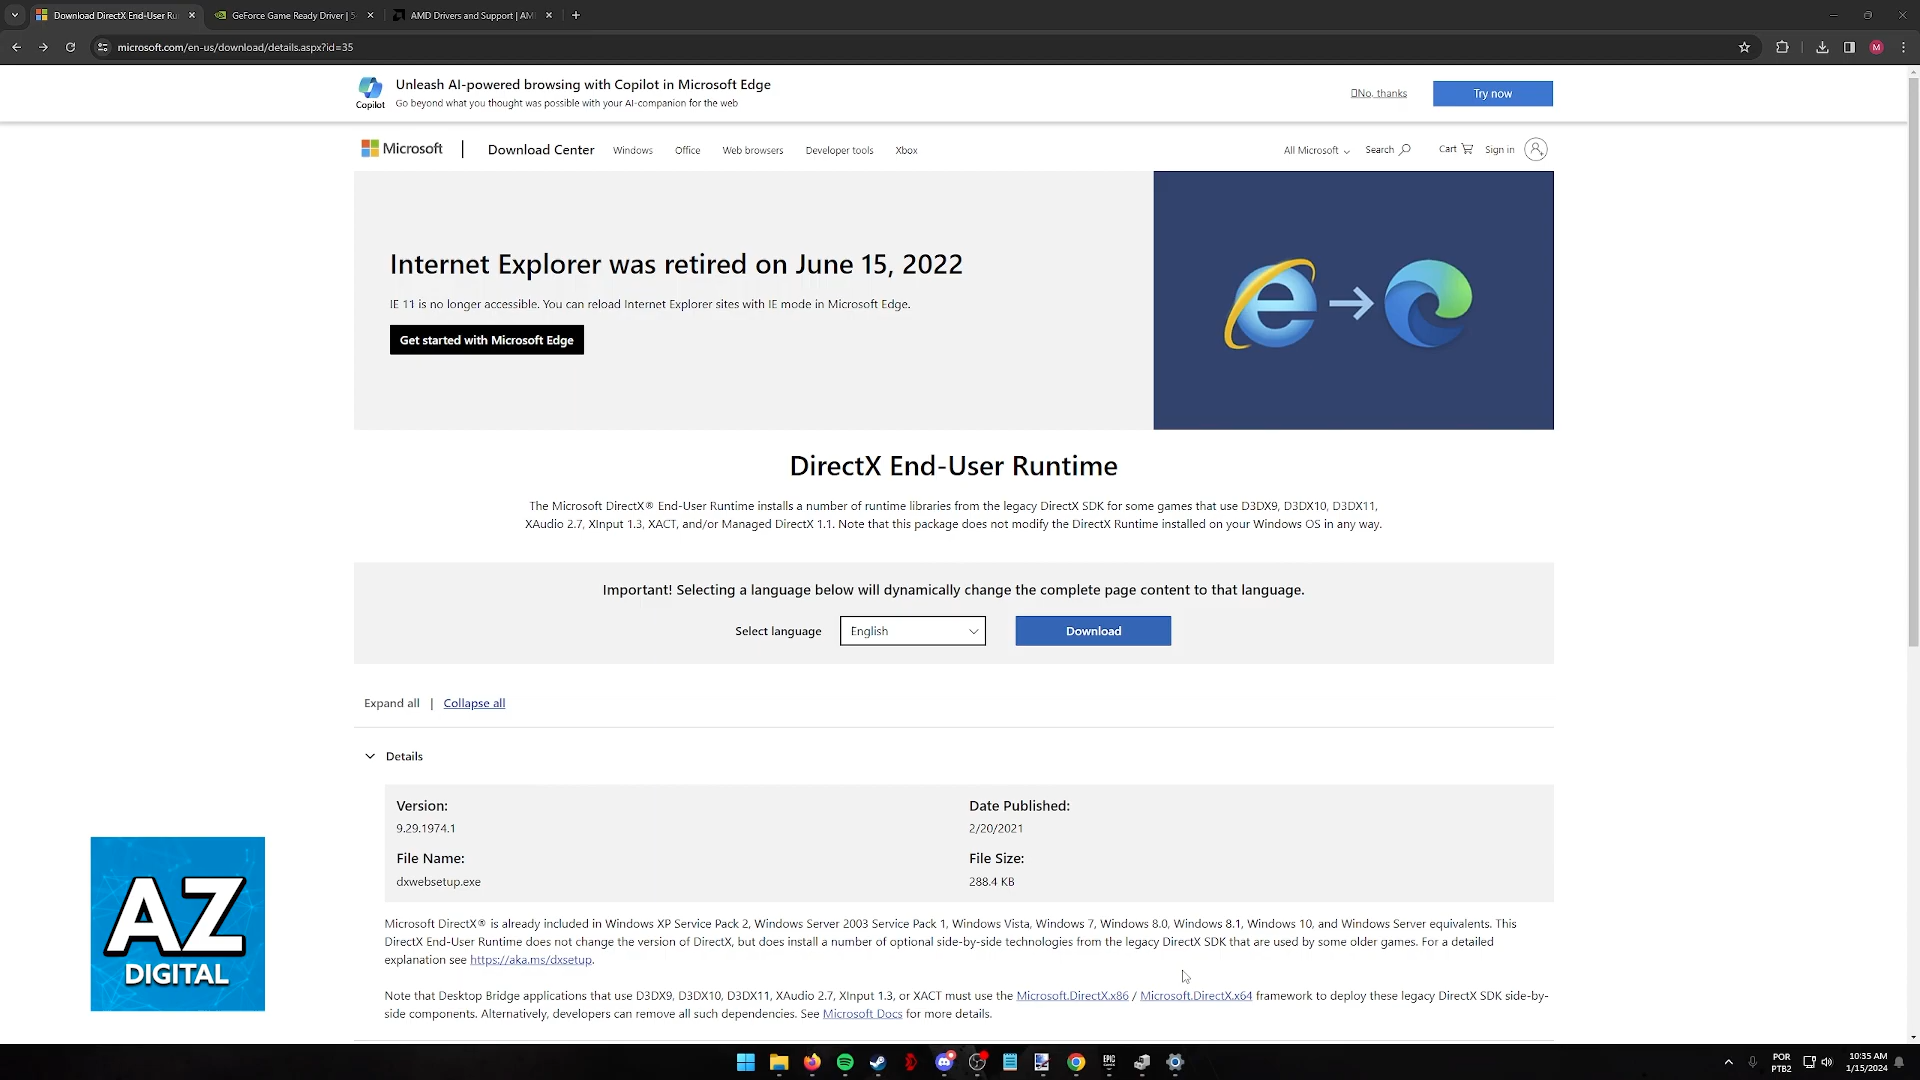 Download DirectX End-User Ru
GeForce Game Ready Driver | 5
AMD Drivers and Support | AM
microsoft.com/en-us/download/details.aspx?id=35
M
Copilot
Unleash AI-powered browsing with Copilot in Microsoft Edge
Go beyond what you thought was possible with your AI-companion for the web
No, thanks
Try now
Microsoft
Download Center
Windows
Office
Web browsers
Developer tools
Xbox
All Microsoft
Search
Cart
Sign in
Internet Explorer was retired on June 15, 2022
IE 11 is no longer accessible. You can reload Internet Explorer sites with IE mode in Microsoft Edge.
Get started with Microsoft Edge
DirectX End-User Runtime
The Microsoft DirectX® End-User Runtime installs a number of runtime libraries from the legacy DirectX SDK for some games that use D3DX9, D3DX10, D3DX11,
XAudio 2.7, XInput 1.3, XACT, and/or Managed DirectX 1.1. Note that this package does not modify the DirectX Runtime installed on your Windows OS in any way.
Important! Selecting a language below will dynamically change the complete page content to that language.
Select language
English
Download
Expand all | Collapse all
Details
Version:
9.29.1974.1
Date Published:
2/20/2021
File Name:
dxwebsetup.exe
File Size:
288.4 KB
Microsoft DirectX® is already included in Windows XP Service Pack 2, Windows Server 2003 Service Pack 1, Windows Vista, Windows 7, Windows 8.0, Windows 8.1, Windows 10, and Windows Server equivalents. This
DirectX End-User Runtime does not change the version of DirectX, but does install a number of optional side-by-side technologies from the legacy DirectX SDK that are used by some older games. For a detailed
explanation see https://aka.ms/dxsetup.
Note that Desktop Bridge applications that use D3DX9, D3DX10, D3DX11, XAudio 2.7, XInput 1.3, or XACT must use the Microsoft.DirectX.x86 / Microsoft.DirectX.x64 framework to deploy these legacy DirectX SDK side-by-
side components. Alternatively, developers can remove all such dependencies. See Microsoft Docs for more details.
AZ
DIGITAL
EPIC
POR
PTB2
10:35 AM
1/15/2024